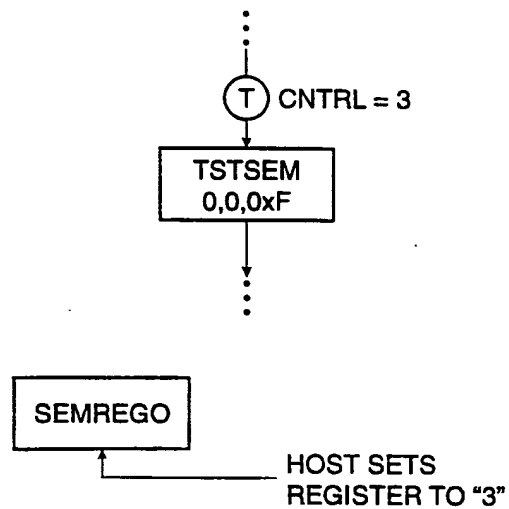 T CNTRL = 3
TSTSEM
0,0,0xF
SEMREGO
HOST SETS
REGISTER TO “3”